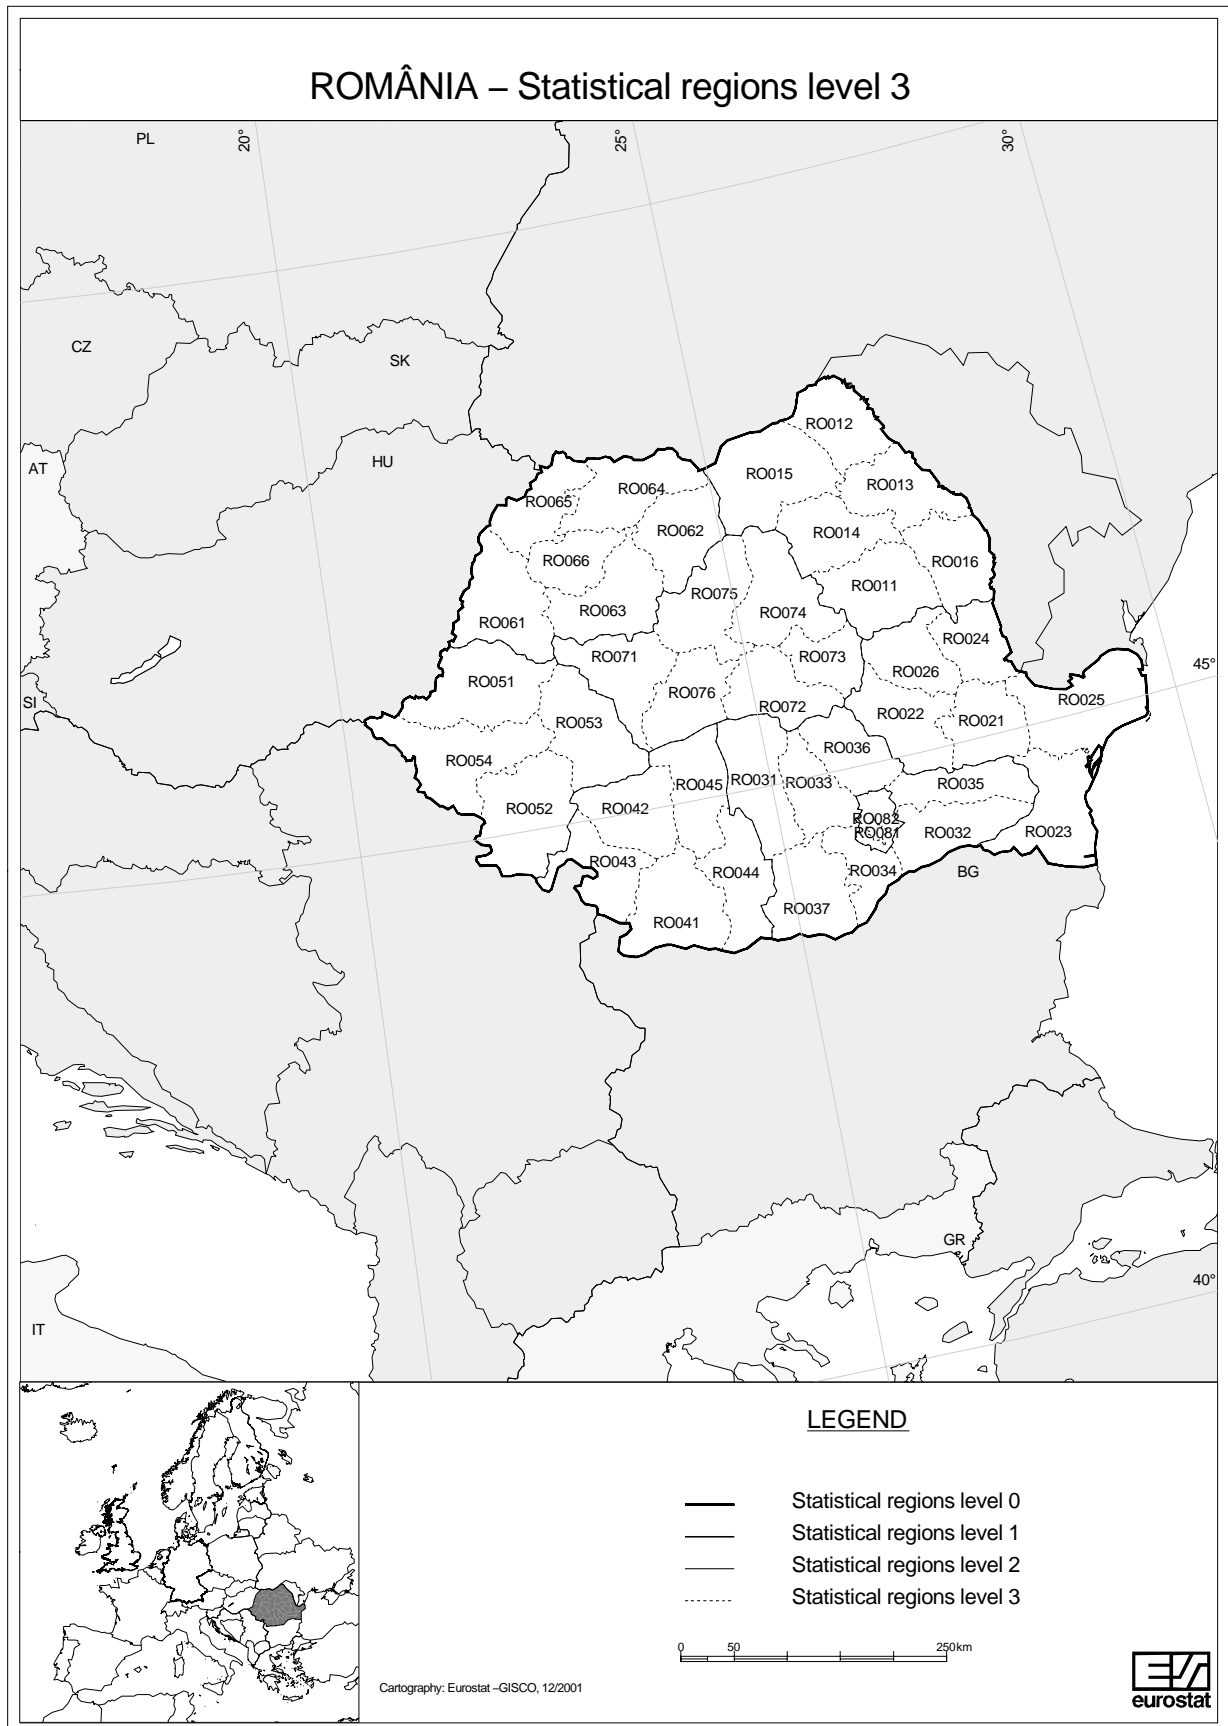 ROMÂNIA – Statistical regions level 3
PL
20°
25°
30°
CZ
SK
AT
HU
RO012
RO015
RO013
RO064
RO065
RO062
RO014
RO066
RO016
RO011
RO075
RO063
RO074
RO061
RO024
RO071
RO073
45°
RO026
RO051
RO076
RO025
SI
RO072
RO022
RO021
RO053
RO036
RO054
RO031
RO033
RO045
RO035
RO052
RO042
RO082
RO081
RO032
RO023
RO043
RO044
RO034
BG
RO037
RO041
GR
40°
IT
LEGEND
Statistical regions level 0
Statistical regions level 1
Statistical regions level 2
Statistical regions level 3
0 50 250 km
Cartography: Eurostat –GISCO, 12/2001
eurostat